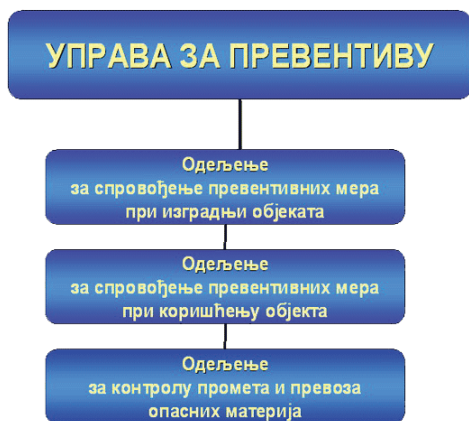 УПРАВА ЗА ПРЕВЕНТИВУ
Одељење
за спровођење превентивних мера
при изградњи објеката
Одељење
за спровођење превентивних мера
при коришћењу објекта
Одељење
за контролу промета и превоза
опасних материја